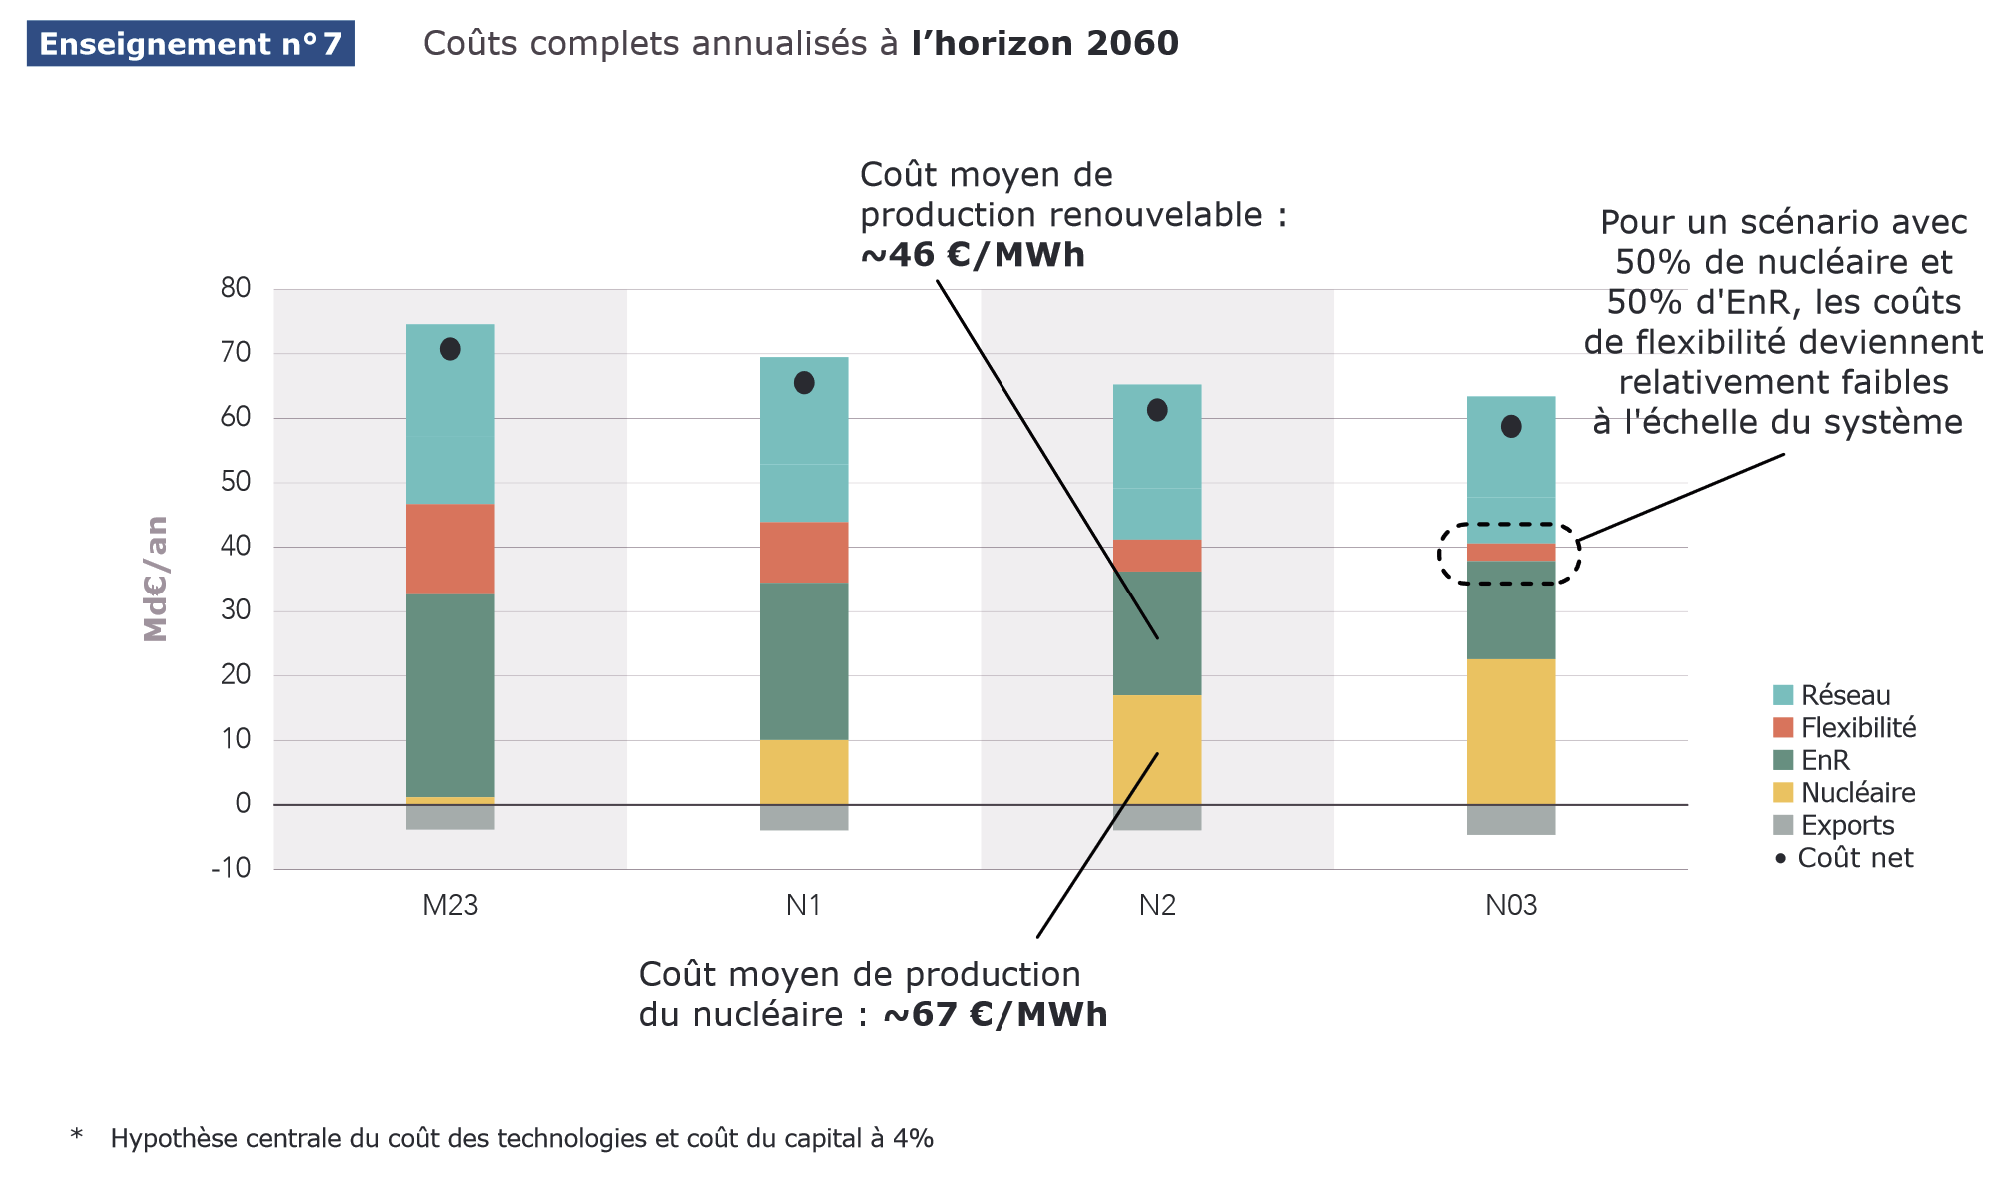 Enseignement n° 7
Coûts complets annualisés à l'horizon 2060
Coût moyen de
production renouvelable :
~46 €/MWh
Pour un scénario avec
50% de nucléaire et
50% d'EnR, les coûts
de flexibilité deviennent
relativement faibles
à l'échelle du système
Md€/an
80
70
60
50
40
30
20
10
0
-10
M23
N1
N2
N03
Réseau
Flexibilité
EnR
Nucléaire
Exports
Coût net
Coût moyen de production
du nucléaire : ~67 €/MWh
* Hypothèse centrale du coût des technologies et coût du capital à 4%